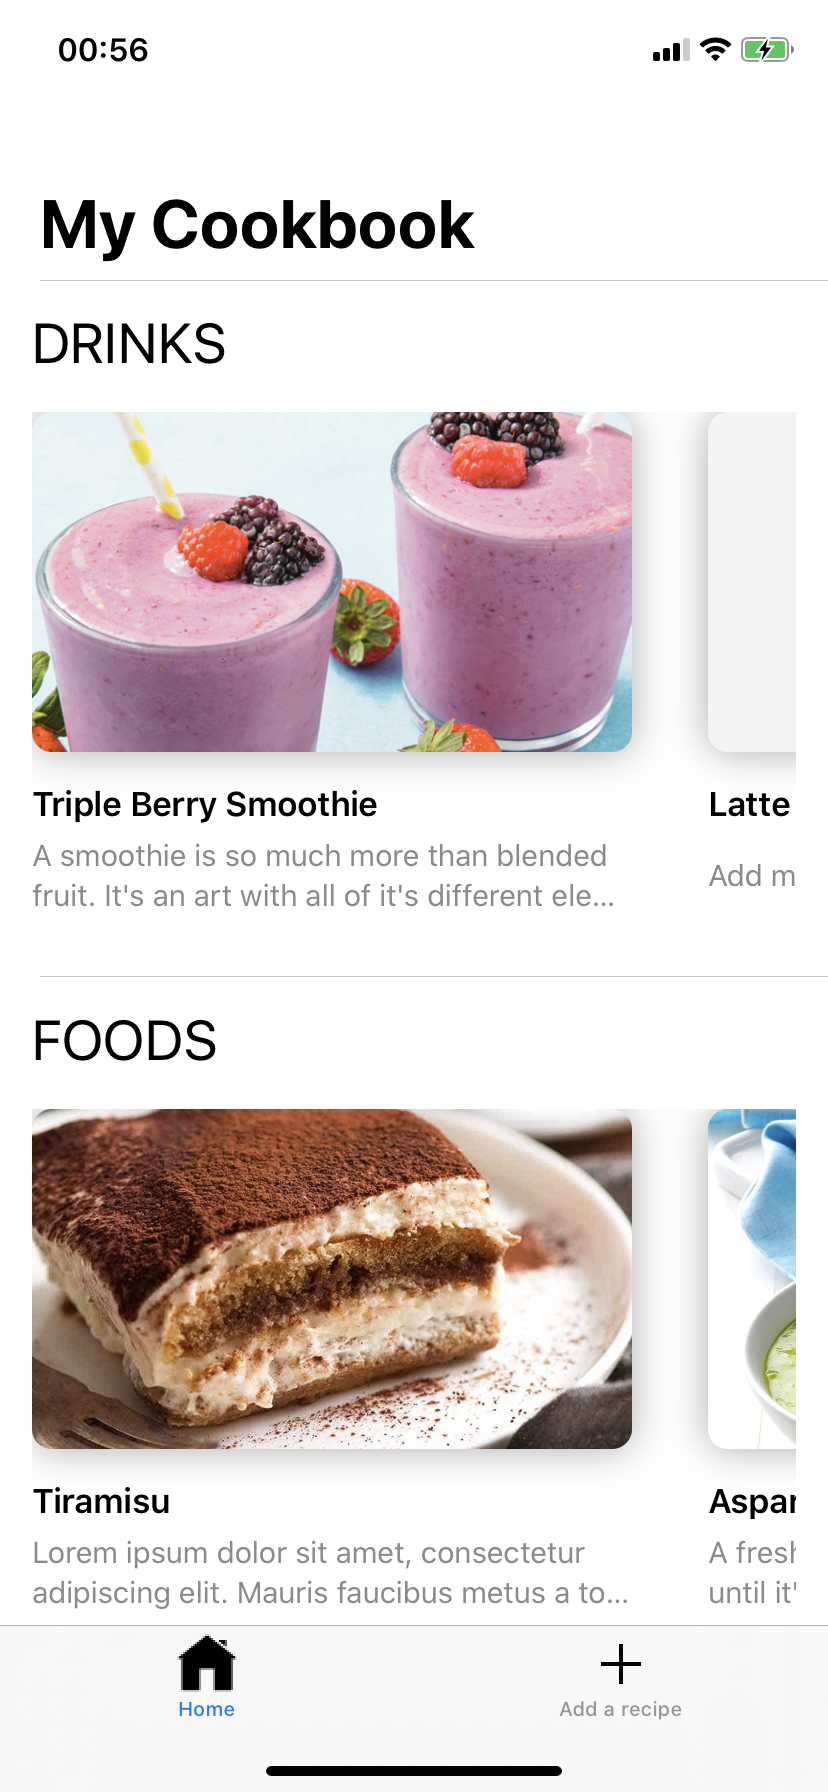 00:56
My Cookbook
DRINKS
Triple Berry Smoothie
A smoothie is so much more than blended
fruit. It's an art with all of it's different ele...
Latte
Add m
FOODS
Tiramisu
Lorem ipsum dolor sit amet, consectetur
adipiscing elit. Mauris faucibus metus a to...
Aspar
A fresh
until it'
Home
Add a recipe